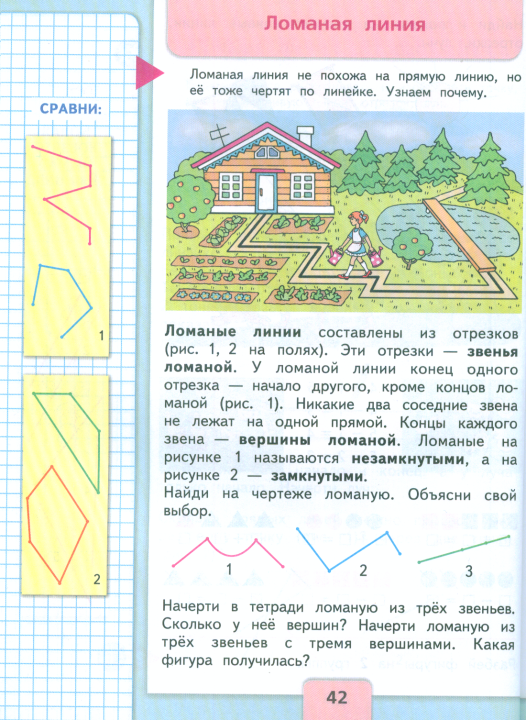 Ломаная линия
Ломаная линия не похожа на прямую линию, но
её тоже чертят по линейке. Узнаем почему.
СРАВНИ:
1
2
Ломаные линии составлены из отрезков
(рис. 1, 2 на полях). Эти отрезки — звенья
ломаной. У ломаной линии конец одного
отрезка — начало другого, кроме концов ло-
маной (рис. 1). Никакие два соседние звена
не лежат на одной прямой. Концы каждого
звена — вершины ломаной. Ломаные на
рисунке 1 называются незамкнутыми, а на
рисунке 2 — замкнутыми.
Найди на чертеже ломаную. Объясни свой
выбор.
1 2 3
Начерти в тетради ломаную из трёх звеньев.
Сколько у неё вершин? Начерти ломаную из
трёх звеньев с тремя вершинами. Какая
фигура получилась?
42